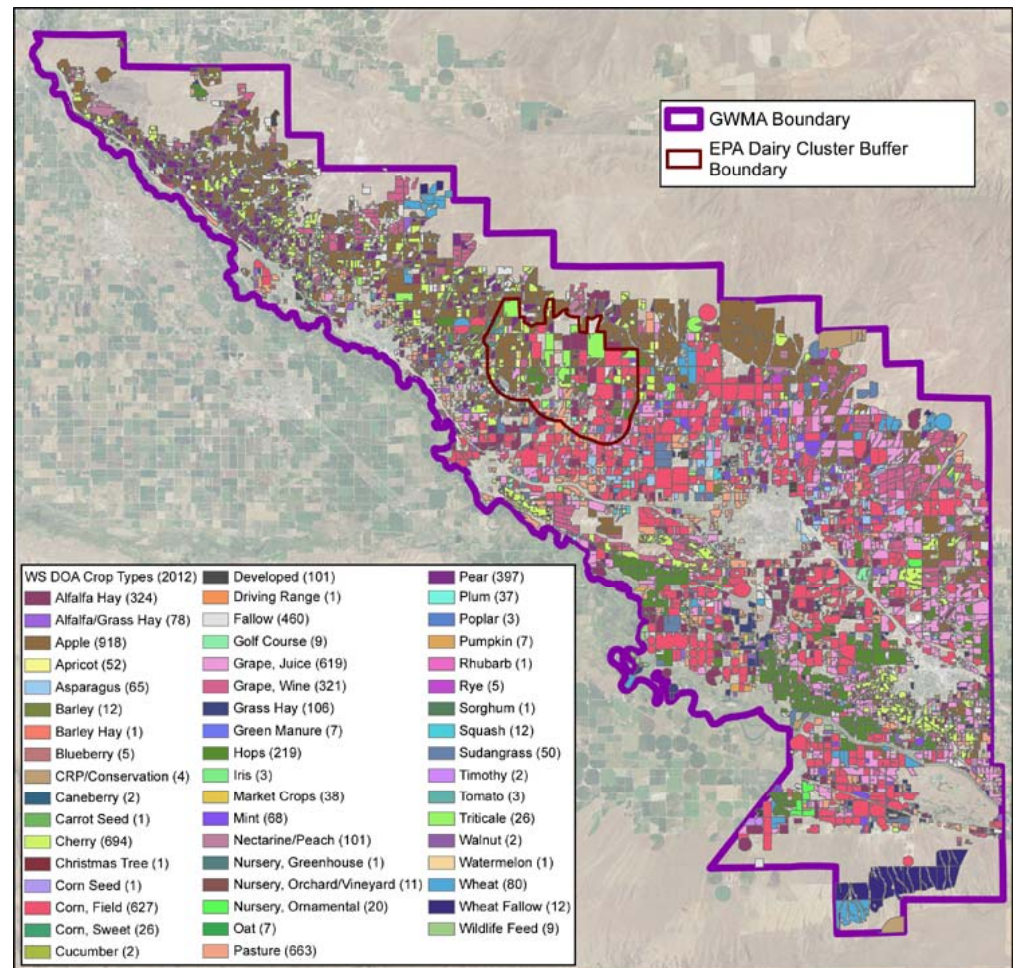 GWMA Boundary
EPA Dairy Cluster Buffer
Boundary
WS DOA Crop Types (2012)
Alfalfa Hay (324)
Alfalfa/Grass Hay (78)
Apple (918)
Apricot (52)
Asparagus (65)
Barley (12)
Barley Hay (1)
Blueberry (5)
CRP/Conservation (4)
Caneberry (2)
Carrot Seed (1)
Cherry (694)
Christmas Tree (1)
Corn Seed (1)
Corn, Field (627)
Corn, Sweet (26)
Cucumber (2)
Developed (101)
Driving Range (1)
Fallow (460)
Golf Course (9)
Grape, Juice (619)
Grape, Wine (321)
Grass Hay (106)
Green Manure (7)
Hops (219)
Iris (3)
Market Crops (38)
Mint (68)
Nectarine/Peach (101)
Nursery, Greenhouse (1)
Nursery, Orchard/Vineyard (11)
Nursery, Ornamental (20)
Oat (7)
Pasture (663)
Pear (397)
Plum (37)
Poplar (3)
Pumpkin (7)
Rhubarb (1)
Rye (5)
Sorghum (1)
Squash (12)
Sudangrass (50)
Timothy (2)
Tomato (3)
Triticale (26)
Walnut (2)
Watermelon (1)
Wheat (80)
Wheat Fallow (12)
Wildlife Feed (9)